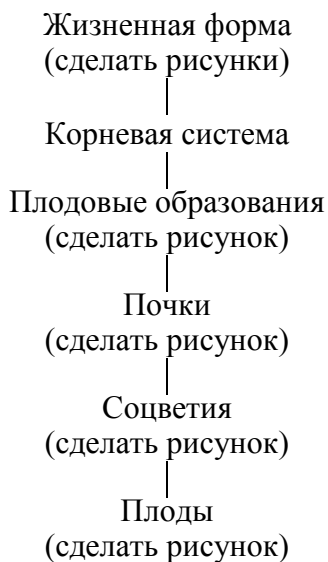 Жизненная форма
(сделать рисунки)
Корневая система
Плодовые образования
(сделать рисунок)
Почки
(сделать рисунок)
Соцветия
(сделать рисунок)
Плоды
(сделать рисунок)